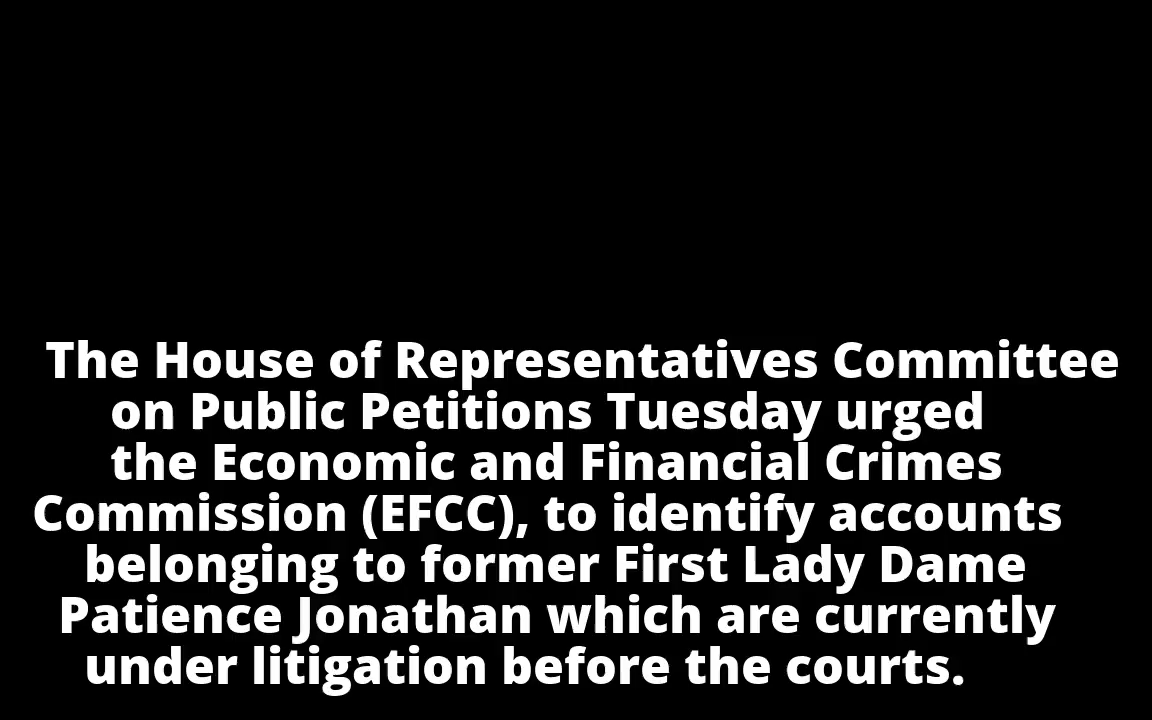 The House of Representatives Committee
on Public Petitions Tuesday urged
the Economic and Financial Crimes
Commission (EFCC), to identify accounts
belonging to former First Lady Dame
Patience Jonathan which are currently
under litigation before the courts.